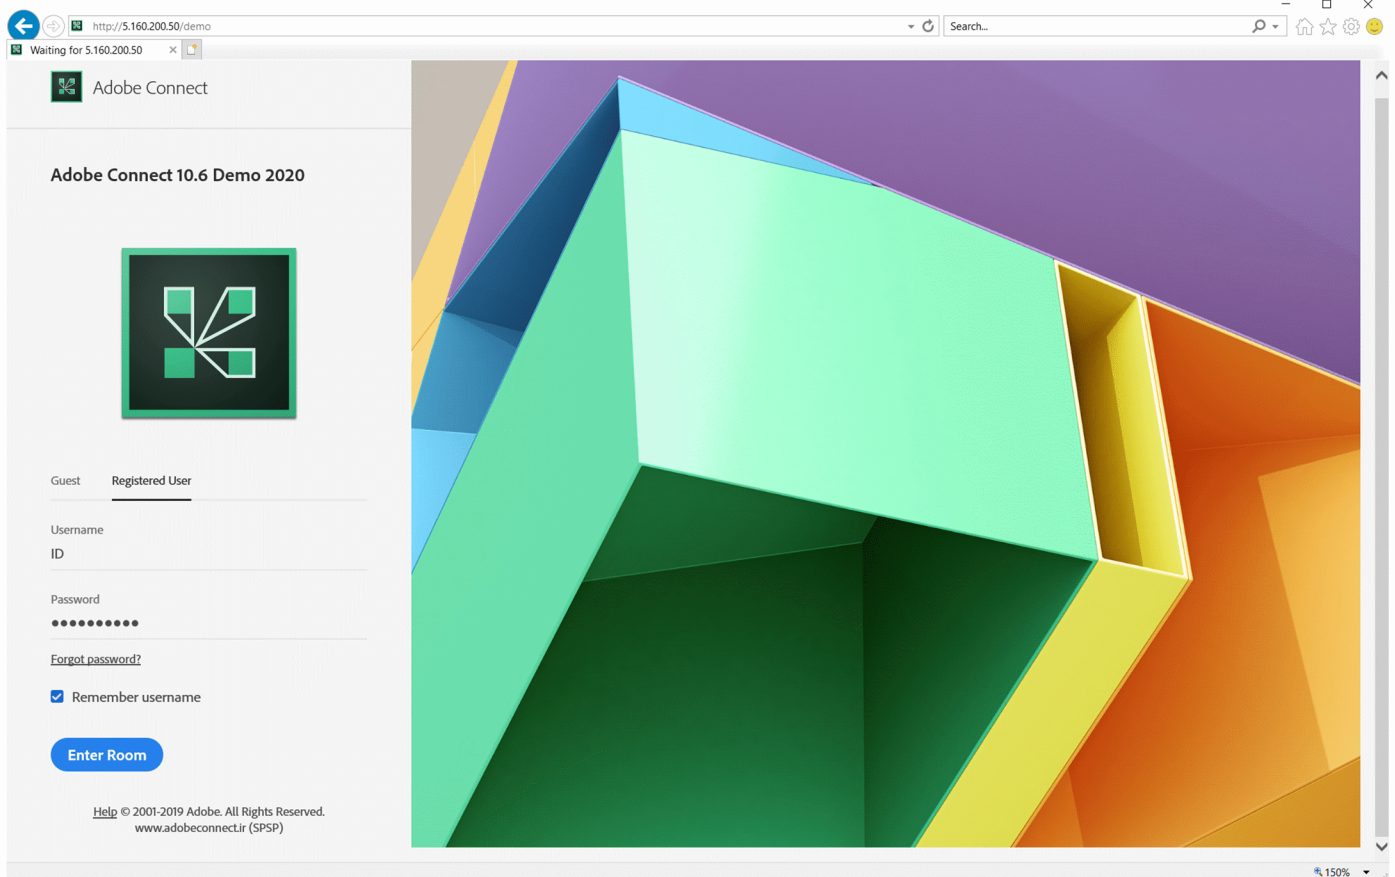 http://5.160.200.50/demo
Search...
Waiting for 5.160.200.50
Adobe Connect
Adobe Connect 10.6 Demo 2020
Guest
Registered User
Username
ID
Password
••••••••••
Forgot password?
Remember username
Enter Room
Help © 2001-2019 Adobe. All Rights Reserved.
www.adobeconnect.ir (SPSP)
150%